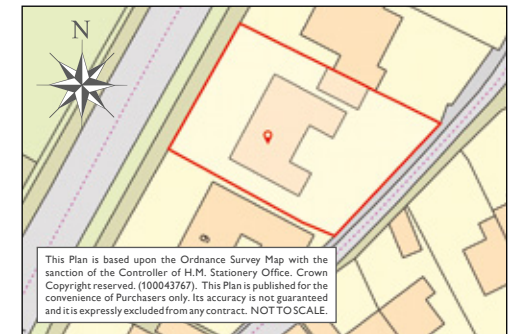 N
9
This Plan is based upon the Ordnance Survey Map with the
sanction of the Controller of H.M. Stationery Office. Crown
Copyright reserved. (100043767). This Plan is published for the
convenience of Purchasers only. Its accuracy is not guaranteed
and it is expressly excluded from any contract. NOT TO SCALE.